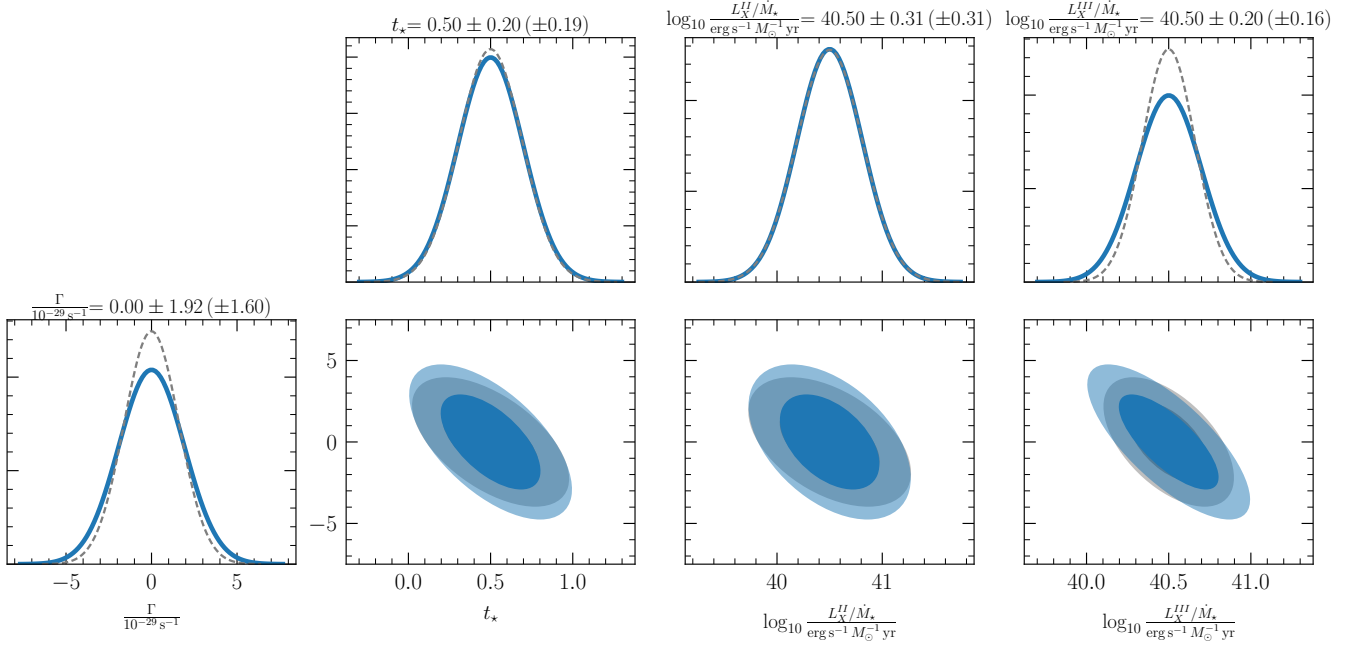 t⋆= 0.50 ± 0.20 (±0.19)
log₁₀ L_X^{II}/Ṁ⋆ / erg s⁻¹ M⊙⁻¹ yr = 40.50 ± 0.31 (±0.31)
log₁₀ L_X^{III}/Ṁ⋆ / erg s⁻¹ M⊙⁻¹ yr = 40.50 ± 0.20 (±0.16)
Γ / 10⁻²⁹ s⁻¹ = 0.00 ± 1.92 (±1.60)
5
0
−5
−5 0 5
0.0 0.5 1.0
40 41
40.0 40.5 41.0
Γ / 10⁻²⁹ s⁻¹
t⋆
log₁₀ L_X^{II}/Ṁ⋆ / erg s⁻¹ M⊙⁻¹ yr
log₁₀ L_X^{III}/Ṁ⋆ / erg s⁻¹ M⊙⁻¹ yr